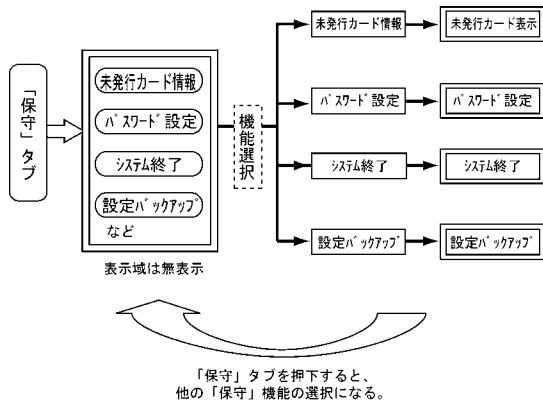 「保守」タブ
未発行カード情報
パスワード設定
システム終了
設定バックアップ
など
表示域は無表示
機能選択
未発行カード情報
未発行カード表示
パスワード設定
パスワード設定
システム終了
システム終了
設定バックアップ
設定バックアップ
「保守」タブを押下すると、
他の「保守」機能の選択になる。